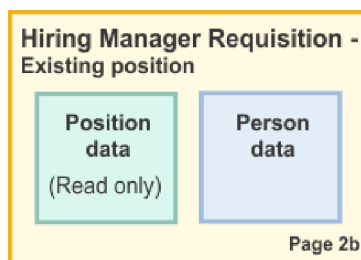 Hiring Manager Requisition -
Existing position
Position
data
(Read only)
Person
data
Page 2b